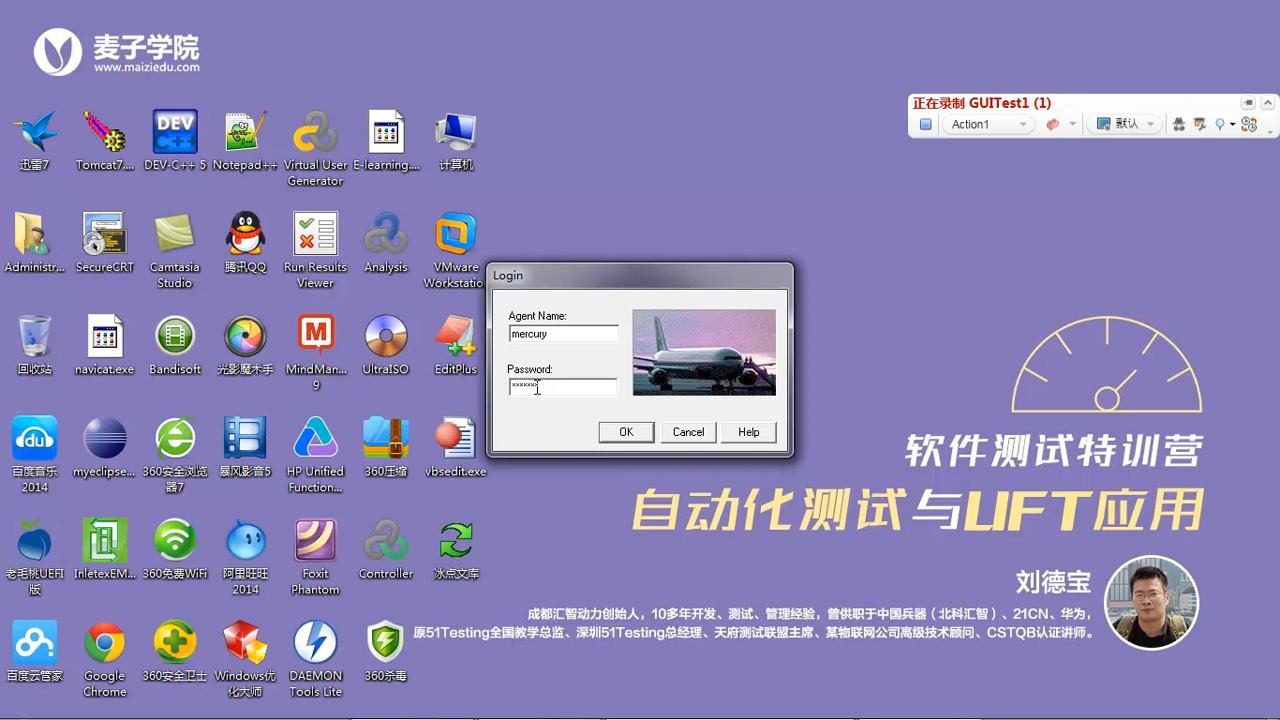 麦子学院
www.maiziedu.com
正在录制 GUITest1 (1)
Action1
默认
迅雷7
Tomcat7....
DEV-C++ 5
Notepad++
Virtual User
Generator
E-learning....
计算机
Administr...
SecureCRT
Camtasia
Studio
腾讯QQ
Run Results
Viewer
Analysis
VMware
Workstatio
Login
Agent Name:
mercury
Password:
*******
OK
Cancel
Help
回收站
navicat.exe
Bandisoft
光影魔术手
MindMan...
9
UltraISO
EditPlus
百度音乐
2014
myeclipse...
360安全浏览
器7
暴风影音5
HP Unified
Function...
360压缩
vbsedit.exe
软件测试特训营
自动化测试与UFT应用
老毛桃UEFI
版
InletexEM...
360免费WiFi
阿里旺旺
2014
Foxit
Phantom
Controller
冰点文库
刘德宝
成都汇智动力创始人，10多年开发、测试、管理经验，曾供职于中国兵器（北科汇智）、21CN、华为，
原51Testing全国教学总监、深圳51Testing总经理、天府测试联盟主席、某物联网公司高级技术顾问、CSTQB认证讲师。
百度云管家
Google
Chrome
360安全卫士
Windows优
化大师
DAEMON
Tools Lite
360杀毒